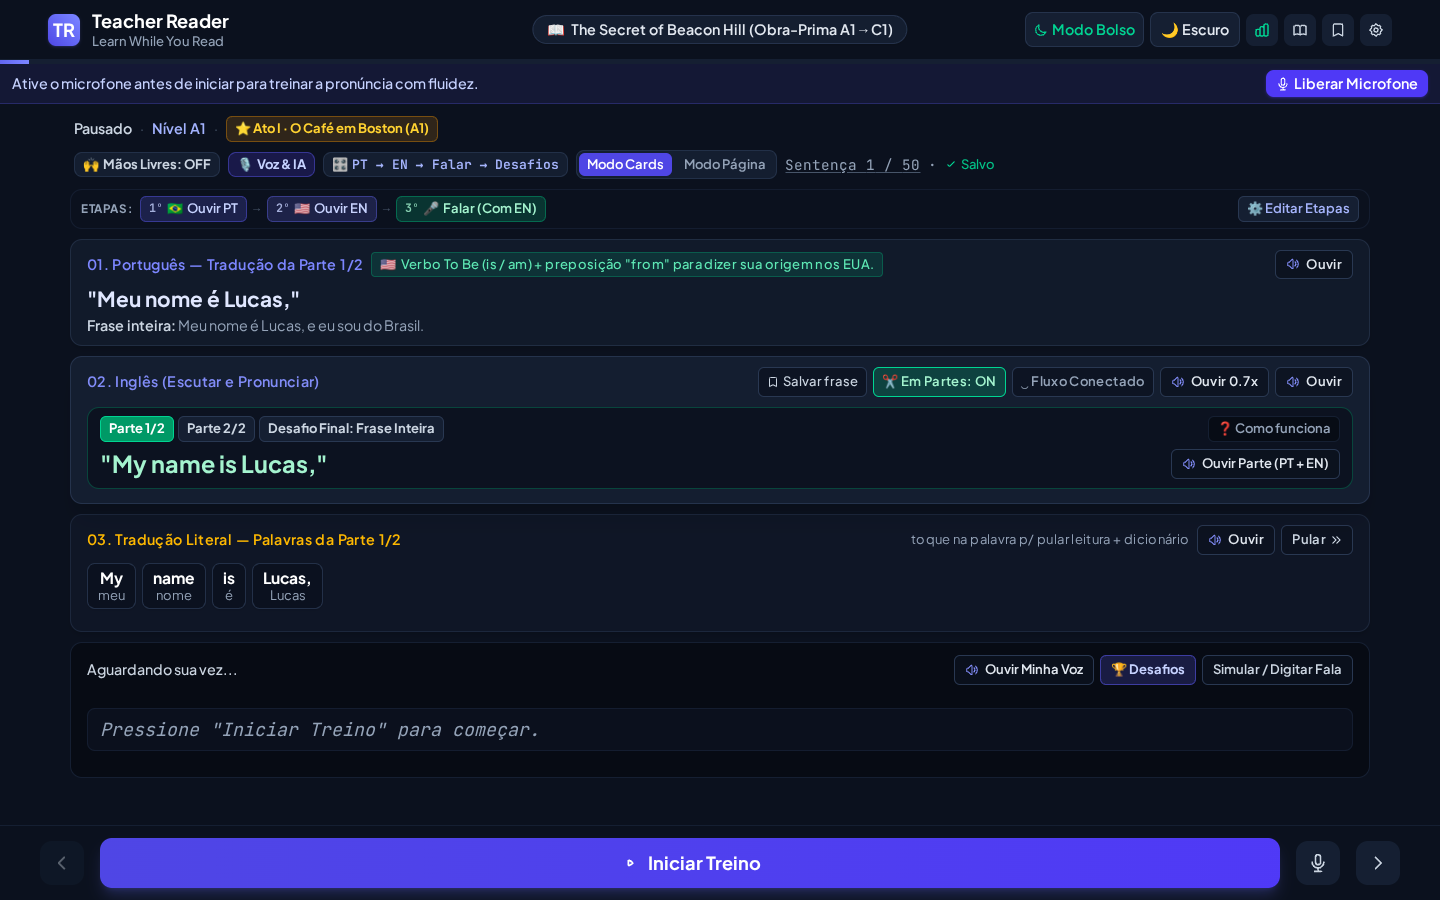 TR Teacher Reader
Learn While You Read
📖 The Secret of Beacon Hill (Obra-Prima A1→C1)
Modo Bolso
🌙 Escuro
Ative o microfone antes de iniciar para treinar a pronúncia com fluidez.
Liberar Microfone
Pausado · Nível A1 · ⭐ Ato I · O Café em Boston (A1)
🙌 Mãos Livres: OFF
🎙️ Voz & IA
🎛️ PT → EN → Falar → Desafios
Modo Cards
Modo Página
Sentença 1 / 50 · ✓ Salvo
ETAPAS: 1° 🇧🇷 Ouvir PT → 2° 🇺🇸 Ouvir EN → 3° 🎤 Falar (Com EN)
⚙️ Editar Etapas
01. Português — Tradução da Parte 1/2
🇺🇸 Verbo To Be (is / am) + preposição "from" para dizer sua origem nos EUA.
Ouvir
"Meu nome é Lucas,"
Frase inteira: Meu nome é Lucas, e eu sou do Brasil.
02. Inglês (Escutar e Pronunciar)
Salvar frase
✂️ Em Partes: ON
‿ Fluxo Conectado
Ouvir 0.7x
Ouvir
Parte 1/2
Parte 2/2
Desafio Final: Frase Inteira
❓ Como funciona
"My name is Lucas,"
Ouvir Parte (PT + EN)
03. Tradução Literal — Palavras da Parte 1/2
toque na palavra p/ pular leitura + dicionário
Ouvir
Pular »
My name is Lucas,
meu nome é Lucas
Aguardando sua vez...
Ouvir Minha Voz
🏆 Desafios
Simular / Digitar Fala
Pressione "Iniciar Treino" para começar.
Iniciar Treino